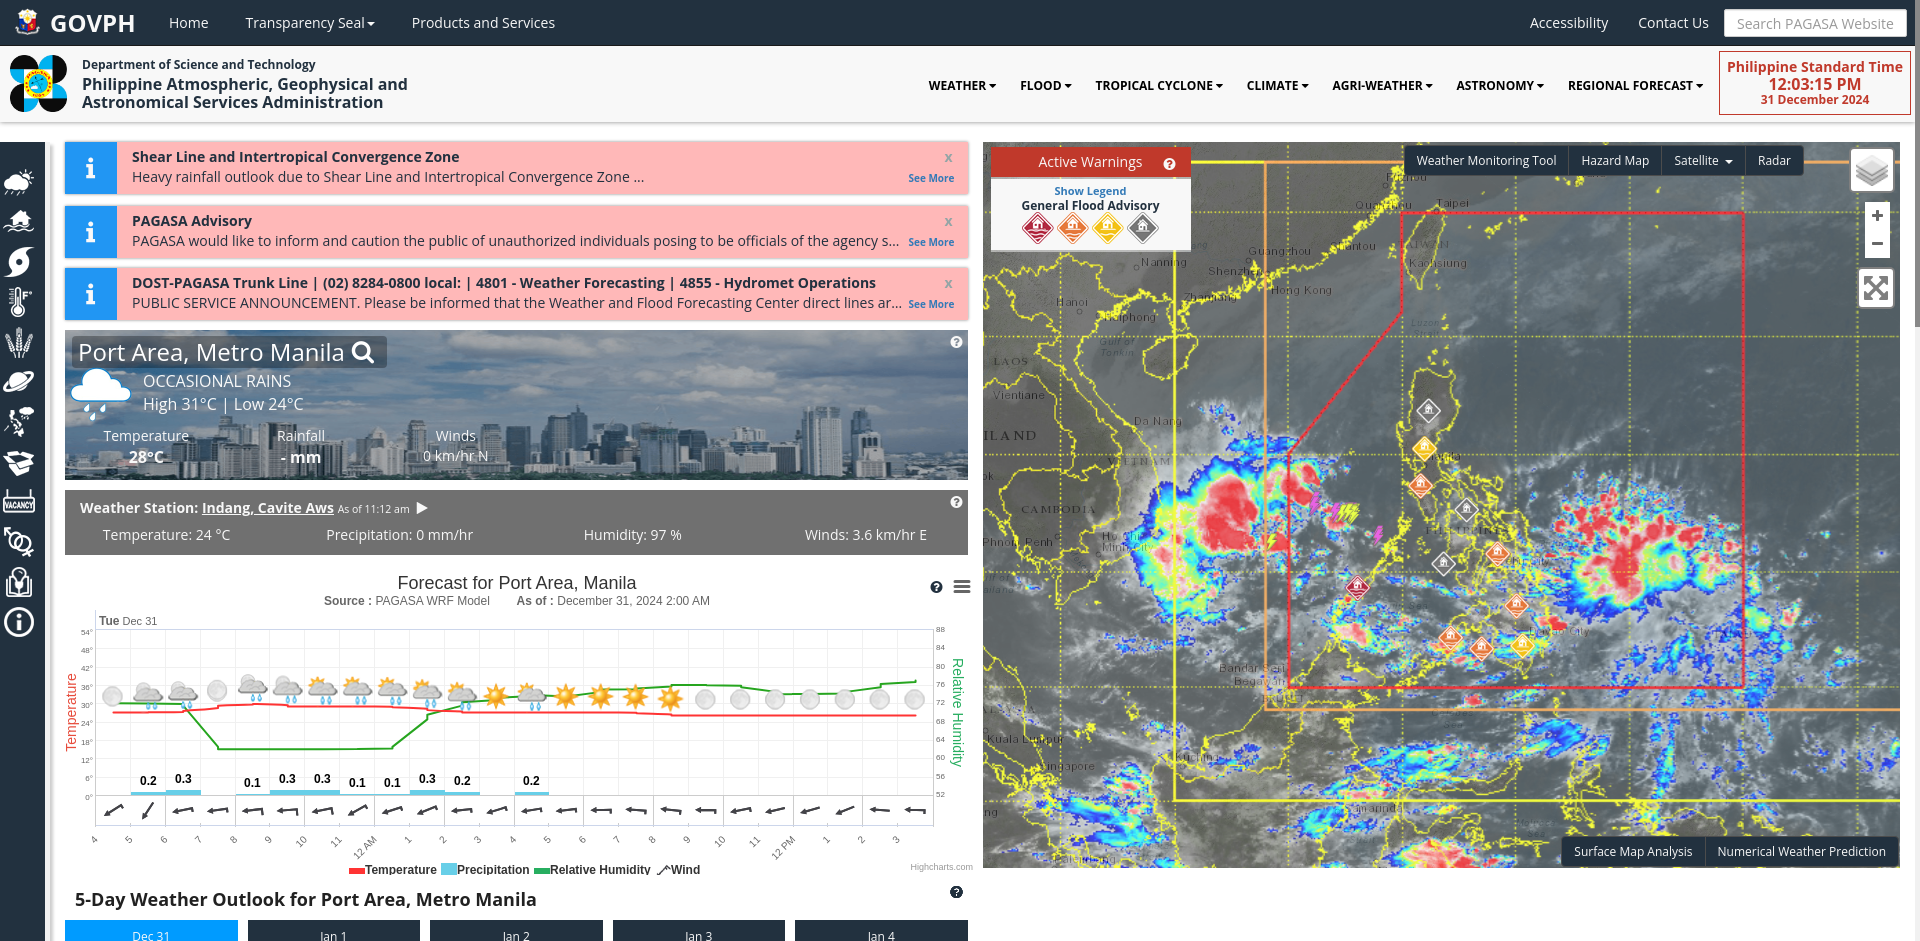 GOVPH
Home
Transparency Seal
Products and Services
Accessibility
Contact Us
Search PAGASA Website
Department of Science and Technology
Philippine Atmospheric, Geophysical and
Astronomical Services Administration
WEATHER
FLOOD
TROPICAL CYCLONE
CLIMATE
AGRI-WEATHER
ASTRONOMY
REGIONAL FORECAST
Philippine Standard Time
12:03:15 PM
31 December 2024
Shear Line and Intertropical Convergence Zone
x
Heavy rainfall outlook due to Shear Line and Intertropical Convergence Zone ...
See More
PAGASA Advisory
x
PAGASA would like to inform and caution the public of unauthorized individuals posing to be officials of the agency s...
See More
DOST-PAGASA Trunk Line | (02) 8284-0800 local: | 4801 - Weather Forecasting | 4855 - Hydromet Operations
x
PUBLIC SERVICE ANNOUNCEMENT. Please be informed that the Weather and Flood Forecasting Center direct lines ar...
See More
VACANCY
Port Area, Metro Manila
OCCASIONAL RAINS
High 31°C | Low 24°C
Temperature
Rainfall
Winds
28°C
- mm
0 km/hr N
Weather Station: Indang, Cavite Aws As of 11:12 am
Temperature: 24 °C
Precipitation: 0 mm/hr
Humidity: 97 %
Winds: 3.6 km/hr E
Forecast for Port Area, Manila
Source : PAGASA WRF Model
As of : December 31, 2024 2:00 AM
Tue Dec 31
54°
48°
42°
36°
30°
24°
18°
12°
6°
0°
Temperature
88
84
80
76
72
68
64
60
56
52
Relative Humidity
0.2
0.3
0.1
0.3
0.3
0.1
0.1
0.3
0.2
0.2
4
5
6
7
8
9
10
11
12 AM
1
2
3
4
5
6
7
8
9
10
11
12 PM
1
2
3
Temperature
Precipitation
Relative Humidity
Wind
Highcharts.com
5-Day Weather Outlook for Port Area, Metro Manila
Dec 31
Jan 1
Jan 2
Jan 3
Jan 4
Active Warnings
Show Legend
General Flood Advisory
Weather Monitoring Tool
Hazard Map
Satellite
Radar
+
−
Taipei
TAIWAN
Kaohsiung
Guangzhou
Shantou
Nanning
Shenzhen
Hong Kong
Zhanjiang
Hanoi
Haiphong
Gulf of
Tonkin
Luzon
LAOS
Vientiane
Da Nang
ILAND
VIETNAM
CAMBODIA
Phnom Penh
Bandar Seri
Begawan
Kuala Lumpur
Singapore
Kuching
Surface Map Analysis
Numerical Weather Prediction